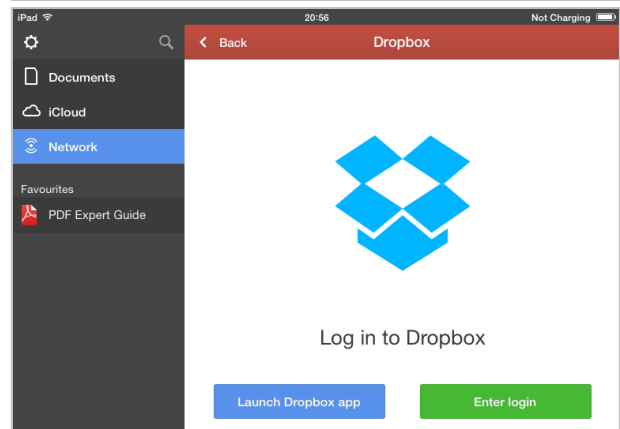 iPad 20:56 Not Charging
Back Dropbox
Documents
iCloud
Network
Favourites
PDF Expert Guide
Log in to Dropbox
Launch Dropbox app Enter login